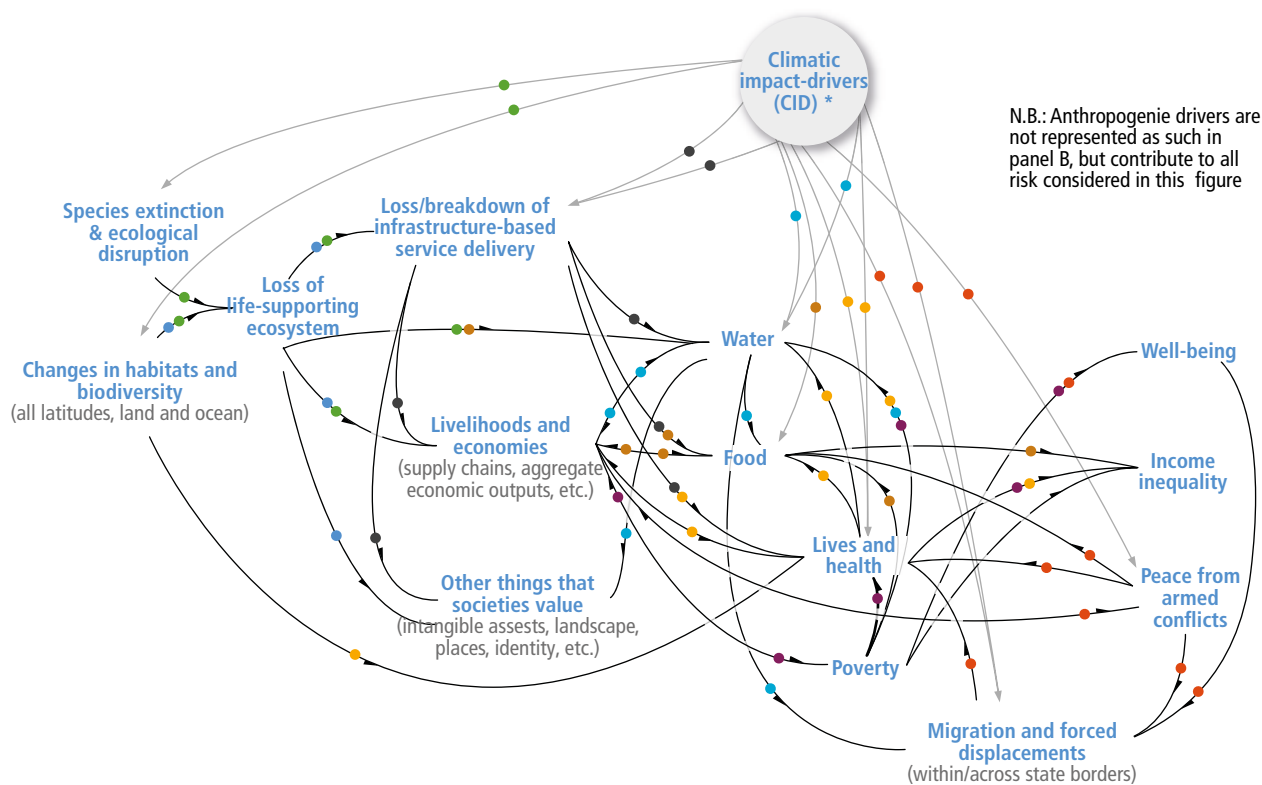 Climatic
impact-drivers
(CID) *
N.B.: Anthropogenie drivers are
not represented as such in
panel B, but contribute to all
risk considered in this figure
Species extinction
& ecological
disruption
Loss/breakdown of
infrastructure-based
service delivery
Loss of
life-supporting
ecosystem
Changes in habitats and
biodiversity
(all latitudes, land and ocean)
Water
Well-being
Livelihoods and
economies
(supply chains, aggregate
economic outputs, etc.)
Food
Income
inequality
Lives and
health
Other things that
societies value
(intangible assests, landscape,
places, identity, etc.)
Peace from
armed
conflicts
Poverty
Migration and forced
displacements
(within/across state borders)